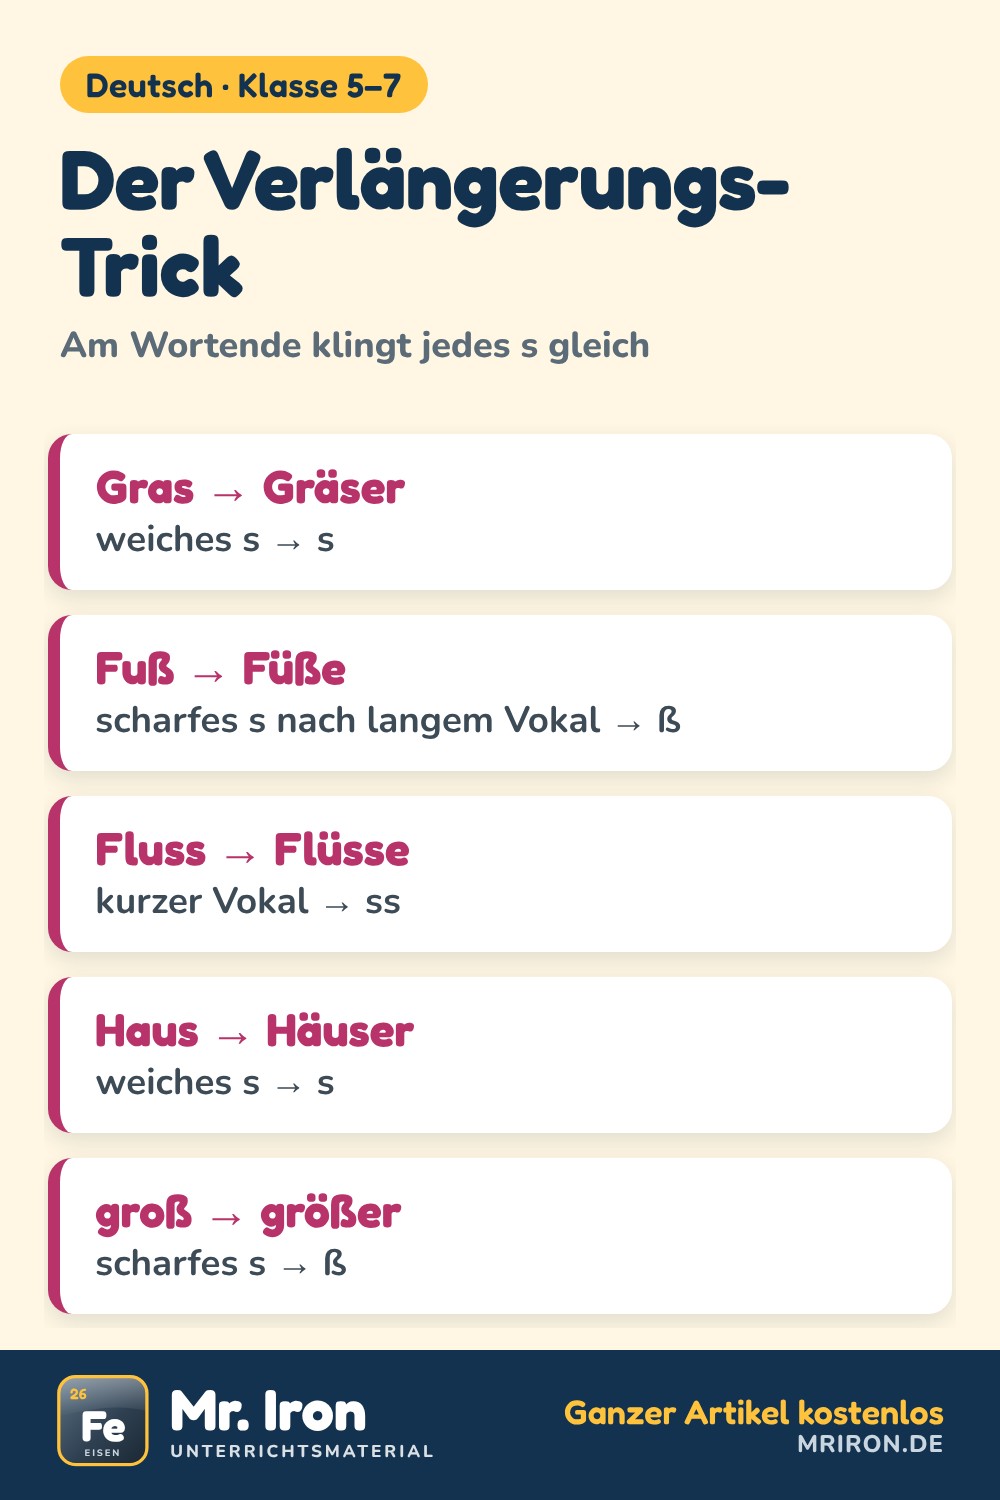 Deutsch · Klasse 5–7
Der Verlängerungs-
Trick
Am Wortende klingt jedes s gleich
Gras → Gräser
weiches s → s
Fuß → Füße
scharfes s nach langem Vokal → ß
Fluss → Flüsse
kurzer Vokal → ss
Haus → Häuser
weiches s → s
groß → größer
scharfes s → ß
26
Fe
EISEN
Mr. Iron
UNTERRICHTSMATERIAL
Ganzer Artikel kostenlos
MRIRON.DE